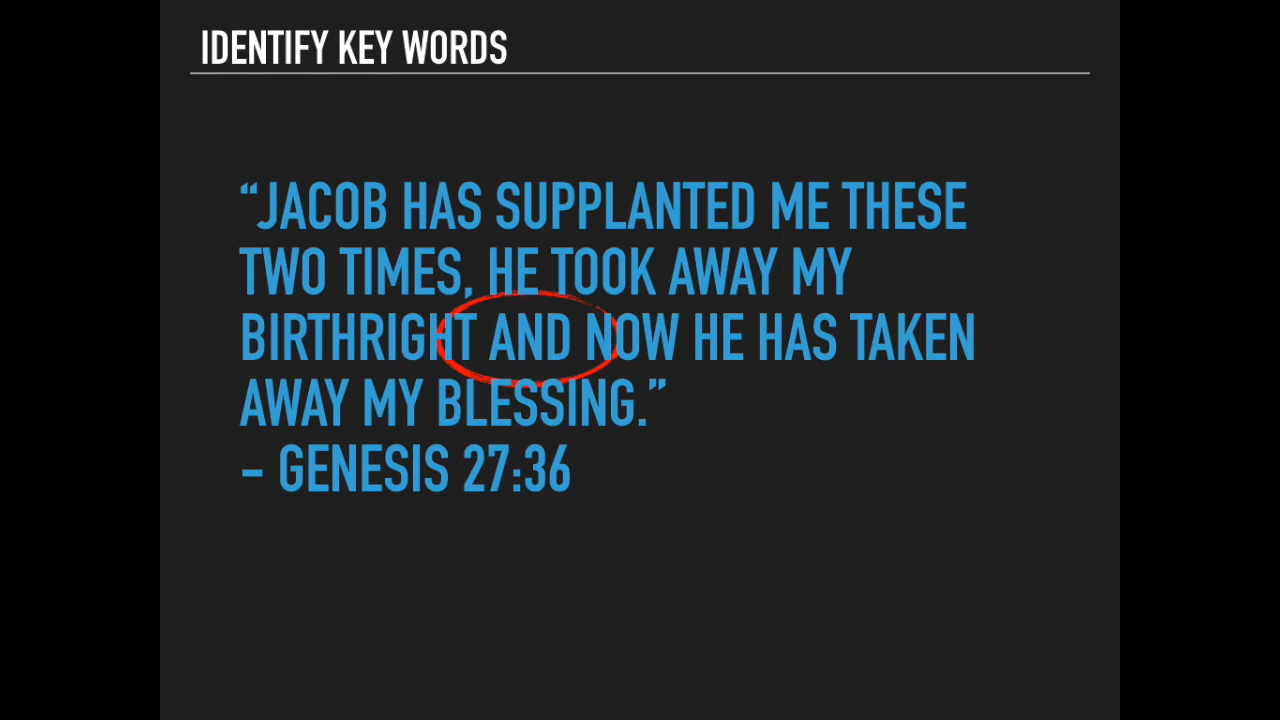 IDENTIFY KEY WORDS
“JACOB HAS SUPPLANTED ME THESE
TWO TIMES, HE TOOK AWAY MY
BIRTHRIGHT AND NOW HE HAS TAKEN
AWAY MY BLESSING.”
– GENESIS 27:36